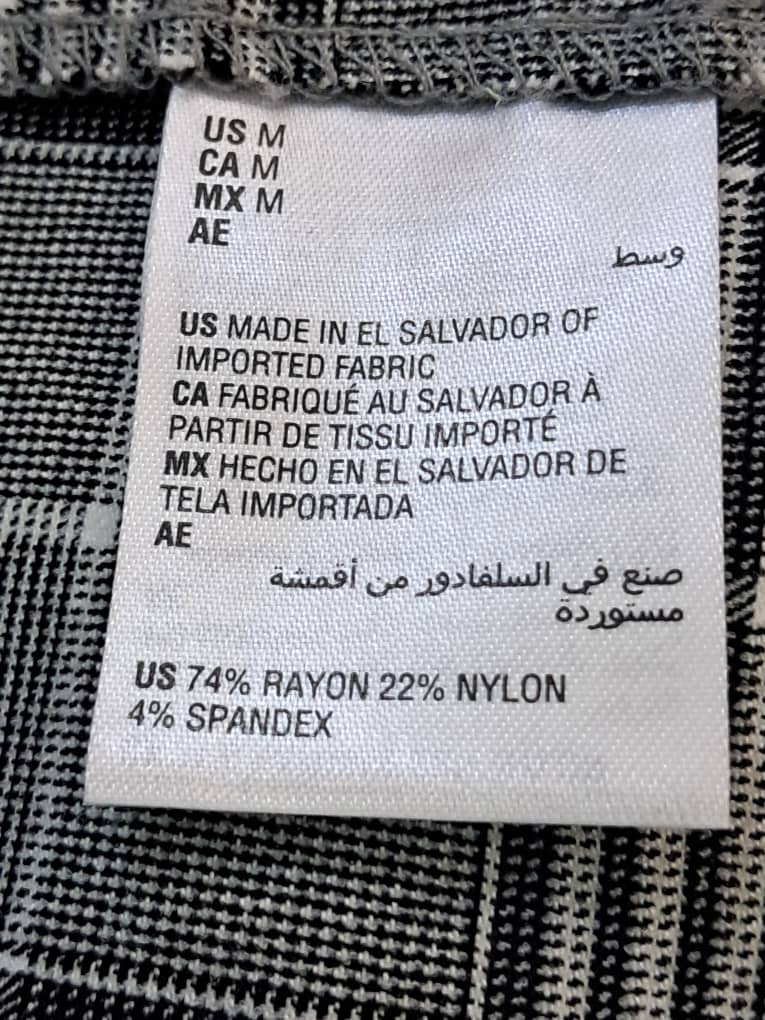 US M
CA M
MX M
AE
وسط
US MADE IN EL SALVADOR OF
IMPORTED FABRIC
CA FABRIQUÉ AU SALVADOR À
PARTIR DE TISSU IMPORTÉ
MX HECHO EN EL SALVADOR DE
TELA IMPORTADA
AE
صنع في السلفادور من أقمشة
مستوردة
US 74% RAYON 22% NYLON
4% SPANDEX